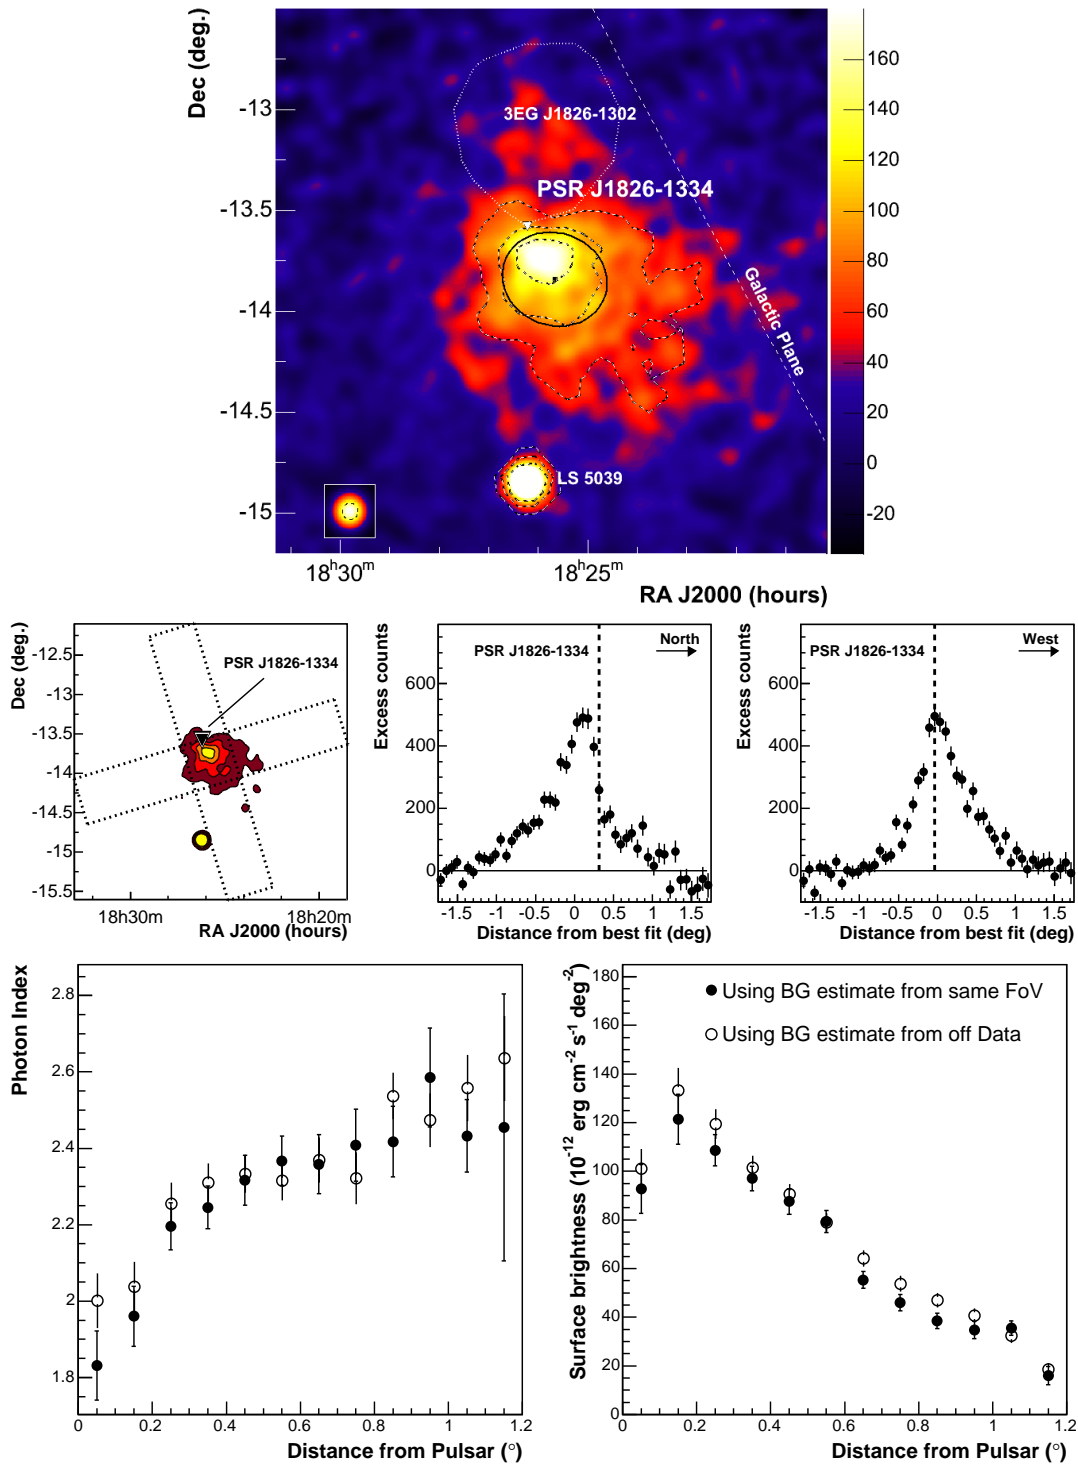 Dec (deg.)
-13
-13.5
-14
-14.5
-15
3EG J1826-1302
PSR J1826-1334
Galactic Plane
LS 5039
160
140
120
100
80
60
40
20
0
-20
18h30m
18h25m
RA J2000 (hours)
Dec (deg.)
-12.5
-13
-13.5
-14
-14.5
-15
-15.5
PSR J1826-1334
18h30m
18h20m
RA J2000 (hours)
Excess counts
600
400
200
0
PSR J1826-1334
North
-1.5
-1
-0.5
0
0.5
1
1.5
Distance from best fit (deg)
Excess counts
600
400
200
0
PSR J1826-1334
West
-1.5
-1
-0.5
0
0.5
1
1.5
Distance from best fit (deg)
Photon Index
2.8
2.6
2.4
2.2
2
1.8
0
0.2
0.4
0.6
0.8
1
1.2
Distance from Pulsar (°)
Surface brightness (10-12 erg cm-2 s-1 deg-2)
180
160
140
120
100
80
60
40
20
0
Using BG estimate from same FoV
Using BG estimate from off Data
0
0.2
0.4
0.6
0.8
1
1.2
Distance from Pulsar (°)